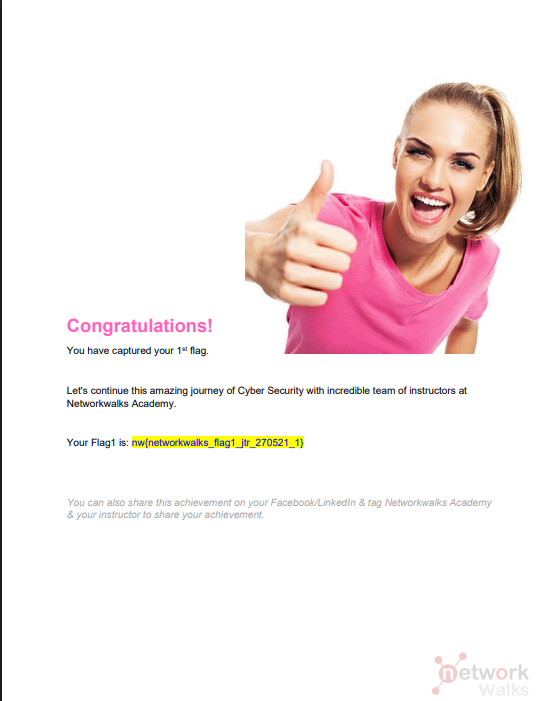 Congratulations!
You have captured your 1st flag.
Let's continue this amazing journey of Cyber Security with incredible team of instructors at
Networkwalks Academy.
Your Flag1 is: nw{networkwalks_flag1_jtr_270521_1}
You can also share this achievement on your Facebook/LinkedIn & tag Networkwalks Academy
& your instructor to share your achievement.
network
Walks